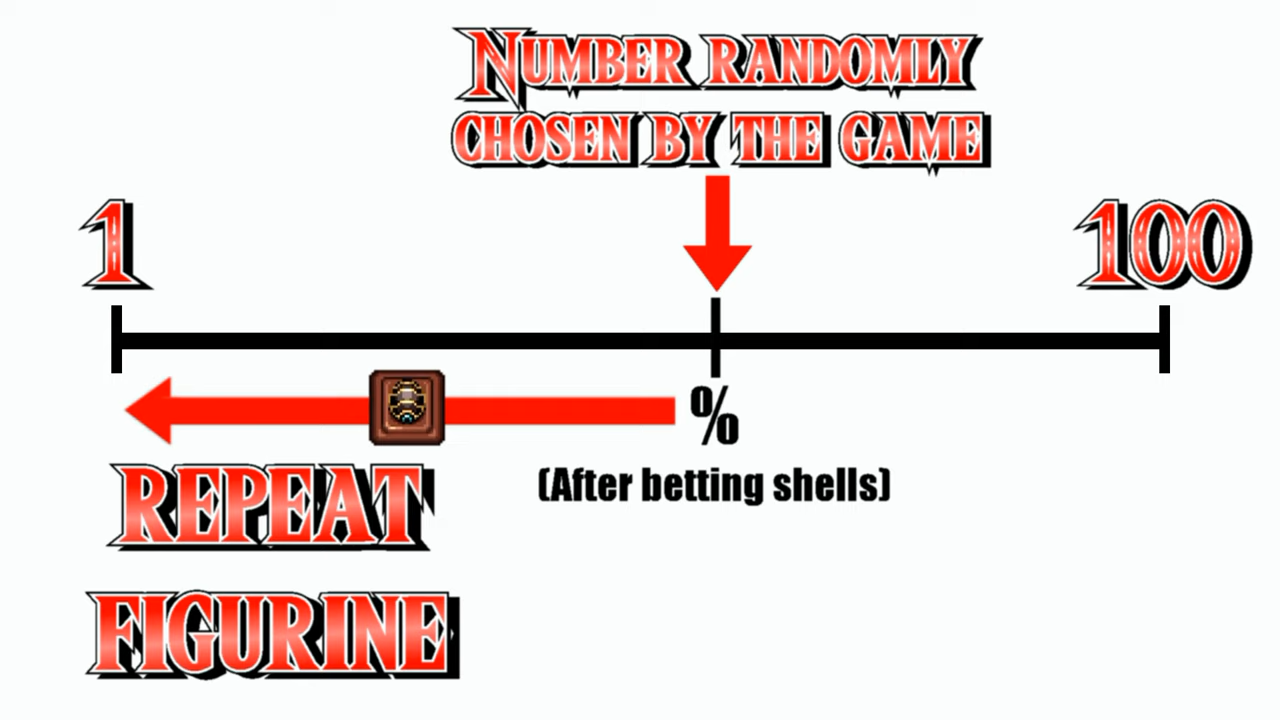 NUMBER RANDOMLY
CHOSEN BY THE GAME
1
100
%
(After betting shells)
REPEAT
FIGURINE